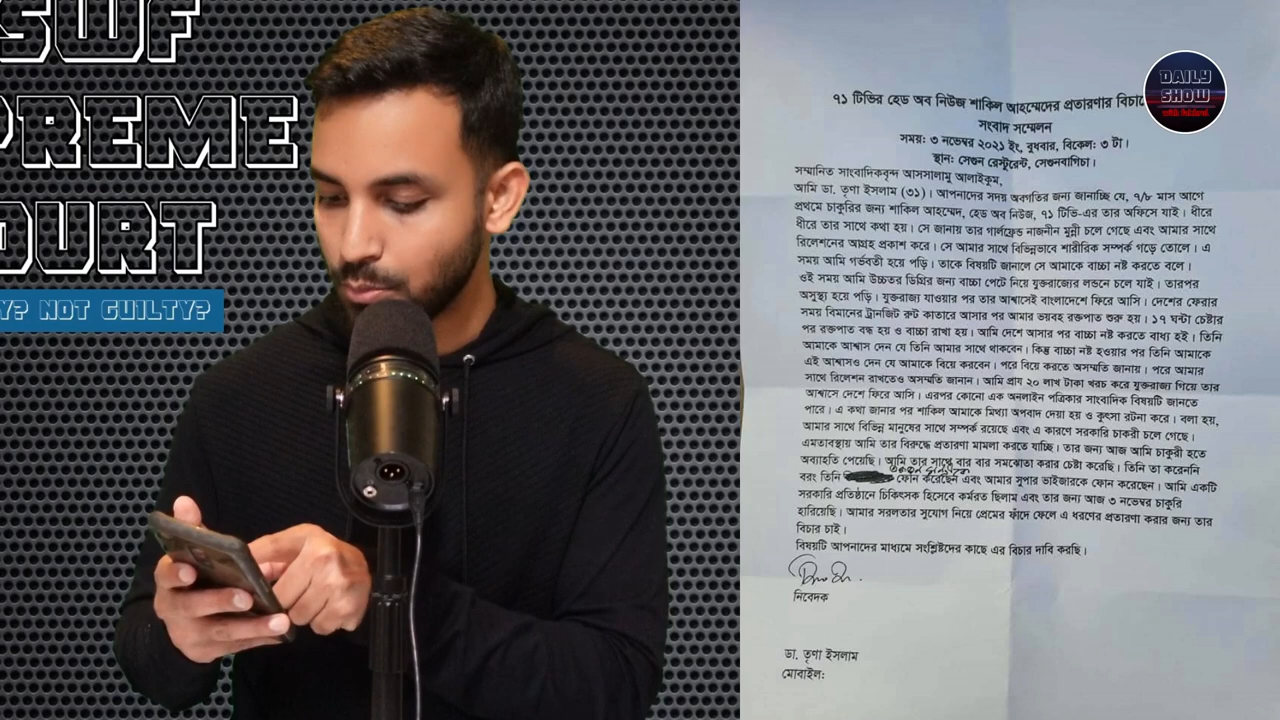 SWF
PREME
OURT
Y? NOT GUILTY?
DAILY
SHOW
৭১ টিভির হেড অব নিউজ শাকিল আহম্মেদের প্রতারণার বিচারে
সংবাদ সম্মেলন
সময়: ৩ নভেম্বর ২০২১ ইং, বুধবার, বিকেল: ৩ টা।
স্থান: সেগুন রেস্টুরেন্ট, সেগুনবাগিচা।
সম্মানিত সাংবাদিকবৃন্দ আসসালামু আলাইকুম,
আমি ডা. তৃণা ইসলাম (৩১)। আপনাদের সদয় অবগতির জন্য জানাচ্ছি যে, ৭/৮ মাস আগে
প্রথমে চাকুরির জন্য শাকিল আহমেদ, হেড অব নিউজ, ৭১ টিভি-এর তার অফিসে যাই। ধীরে
ধীরে তার সাথে কথা হয়। সে জানায় তার গার্লফ্রেন্ড নাজনীন মুন্নী চলে গেছে এবং আমার সাথে
রিলেশনের আগ্রহ প্রকাশ করে। সে আমার সাথে বিভিন্নভাবে শারীরিক সম্পর্ক গড়ে তোলে। এ
সময় আমি গর্ভবতী হয়ে পড়ি। তাকে বিষয়টি জানালে সে আমাকে বাচ্চা নষ্ট করতে বলে।
ওই সময় আমি উচ্চতর ডিগ্রির জন্য বাচ্চা পেটে নিয়ে যুক্তরাজ্যের লন্ডনে চলে যাই। তারপর
অসুস্থ হয়ে পড়ি। যুক্তরাজ্য যাওয়ার পর তার আশ্বাসেই বাংলাদেশে ফিরে আসি। দেশের ফেরার
সময় বিমানের ট্রানজিট রুট কাতারে আসার পর আমার ভয়াবহ রক্তপাত শুরু হয়। ১৭ ঘন্টা চেষ্টার
পর রক্তপাত বন্ধ হয় ও বাচ্চা রাখা হয়। আমি দেশে আসার পর বাচ্চা নষ্ট করতে বাধ্য হই। তিনি
আমাকে আশ্বাস দেন যে তিনি আমার সাথে থাকবেন। কিন্তু বাচ্চা নষ্ট হওয়ার পর তিনি আমাকে
এই আশ্বাসও দেন যে আমাকে বিয়ে করবেন। পরে বিয়ে করতে অসম্মতি জানায়। পরে আমার
সাথে রিলেশন রাখতেও অসম্মতি জানান। আমি প্রায় ২০ লাখ টাকা খরচ করে যুক্তরাজ্য গিয়ে তার
আশ্বাসে দেশে ফিরে আসি। এরপর কোনো এক অনলাইন পত্রিকার সাংবাদিক বিষয়টি জানতে
পারে। এ কথা জানার পর শাকিল আমাকে মিথ্যা অপবাদ দেয়া হয় ও কুৎসা রটনা করে। বলা হয়,
আমার সাথে বিভিন্ন মানুষের সাথে সম্পর্ক রয়েছে এবং এ কারণে সরকারি চাকরী চলে গেছে।
এমতাবস্থায় আমি তার বিরুদ্ধে প্রতারণা মামলা করতে যাচ্ছি। তার জন্য আজ আমি চাকুরী হতে
অব্যাহতি পেয়েছি। আমি তার সাথে বার বার সমঝোতা করার চেষ্টা করেছি। তিনি তা করেননি
বরং তিনি ফোন করেছেন এবং আমার সুপার ভাইজারকে ফোন করেছেন। আমি একটি
সরকারি প্রতিষ্ঠানে চিকিৎসক হিসেবে কর্মরত ছিলাম এবং তার জন্য আজ ৩ নভেম্বর চাকুরি
হারিয়েছি। আমার সরলতার সুযোগ নিয়ে প্রেমের ফাঁদে ফেলে এ ধরণের প্রতারণা করার জন্য তার
বিচার চাই।
বিষয়টি আপনাদের মাধ্যমে সংশ্লিষ্টদের কাছে এর বিচার দাবি করছি।
নিবেদক
ডা. তৃণা ইসলাম
মোবাইল: